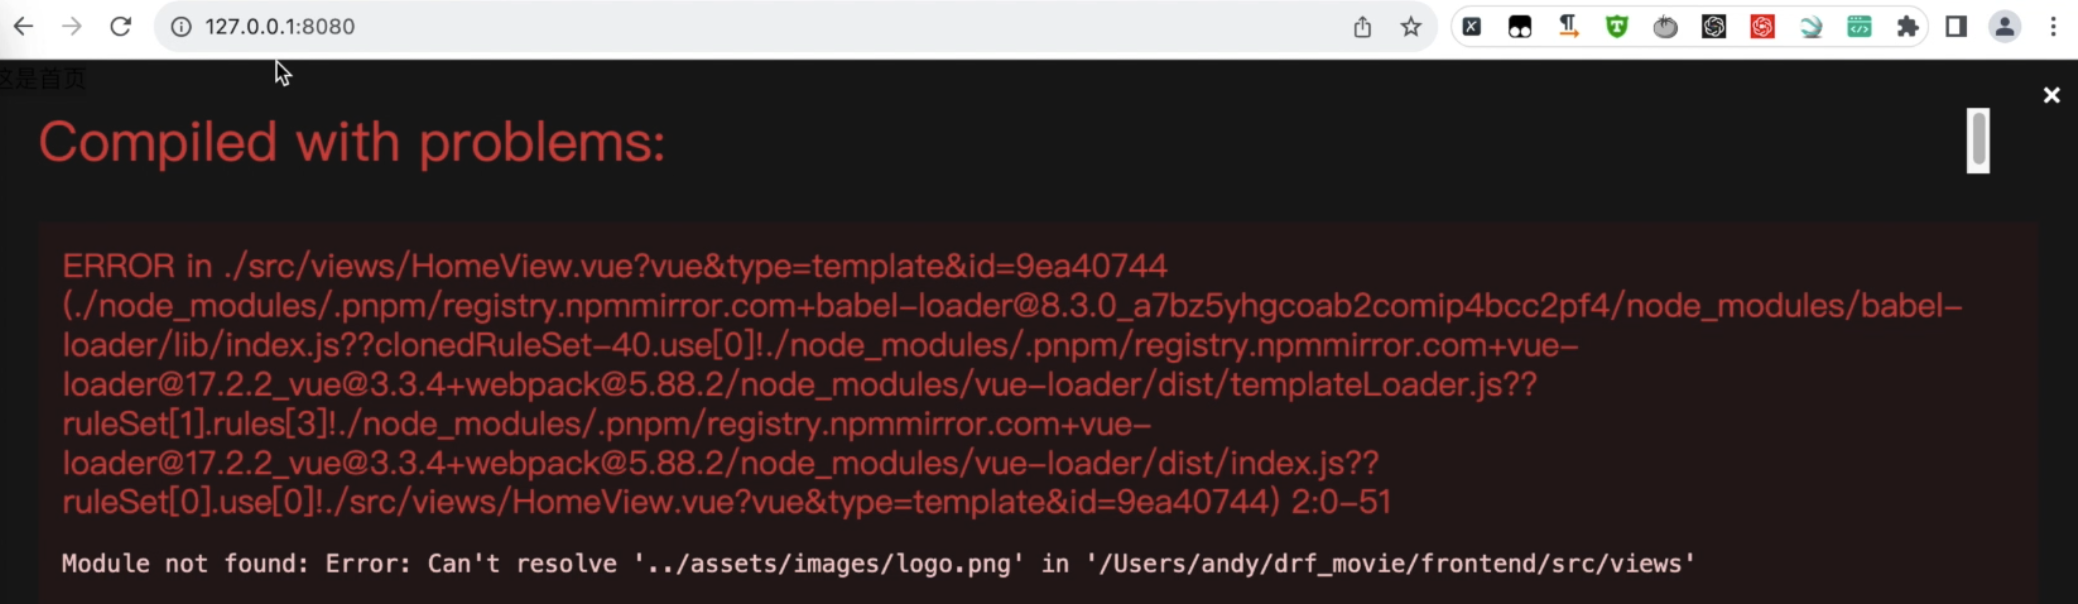 127.0.0.1:8080
这是首页
Compiled with problems:
ERROR in ./src/views/HomeView.vue?vue&type=template&id=9ea40744
(./node_modules/.pnpm/registry.npmmirror.com+babel-loader@8.3.0_a7bz5yhgcoab2comip4bcc2pf4/node_modules/babel-
loader/lib/index.js??clonedRuleSet-40.use[0]!./node_modules/.pnpm/registry.npmmirror.com+vue-
loader@17.2.2_vue@3.3.4+webpack@5.88.2/node_modules/vue-loader/dist/templateLoader.js??
ruleSet[1].rules[3]!./node_modules/.pnpm/registry.npmmirror.com+vue-
loader@17.2.2_vue@3.3.4+webpack@5.88.2/node_modules/vue-loader/dist/index.js??
ruleSet[0].use[0]!./src/views/HomeView.vue?vue&type=template&id=9ea40744) 2:0-51
Module not found: Error: Can't resolve '../assets/images/logo.png' in '/Users/andy/drf_movie/frontend/src/views'